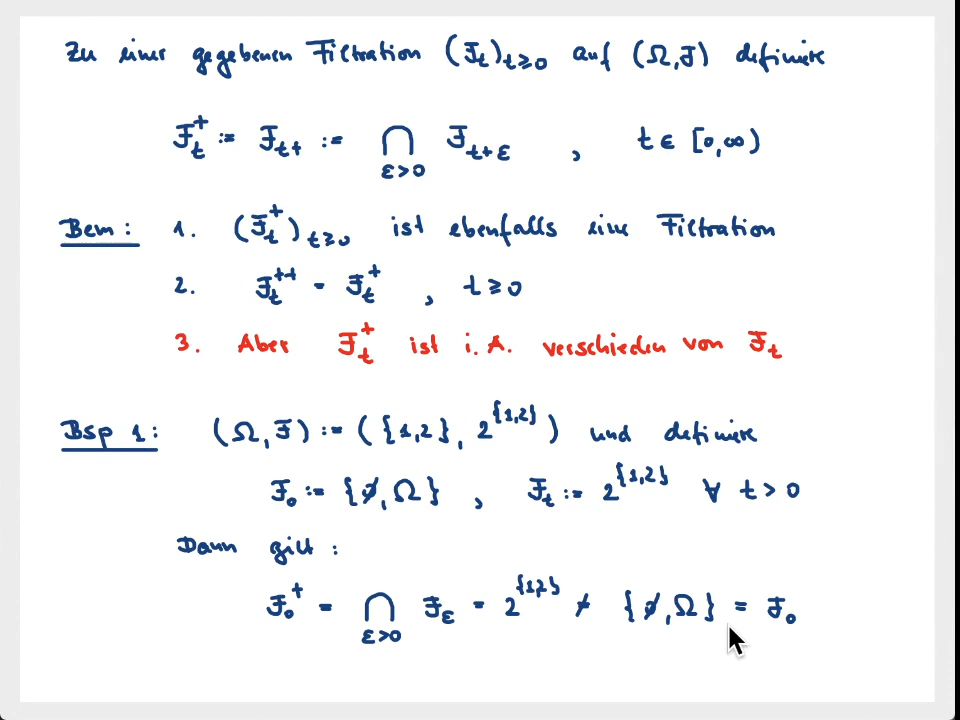 Zu einer gegebenen Filtration (ℱ_t)_{t≥0} auf (Ω,ℱ) definiere
ℱ_t^+ := ℱ_{t+} := ⋂_{ε>0} ℱ_{t+ε} , t ∈ [0,∞)
Bem: 1. (ℱ_t^+)_{t≥0} ist ebenfalls eine Filtration
2. ℱ_t^{++} = ℱ_t^+ , t ≥ 0
3. Aber ℱ_t^+ ist i.A. verschieden von ℱ_t
Bsp 1: (Ω,ℱ) := ({1,2}, 2^{{1,2}}) und definiere
ℱ_0 := {∅,Ω} , ℱ_t := 2^{{1,2}} ∀ t > 0
Dann gilt:
ℱ_0^+ = ⋂_{ε>0} ℱ_ε = 2^{{1,2}} ≠ {∅,Ω} = ℱ_0